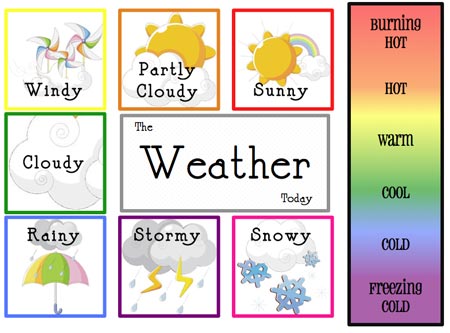 Windy
Partly
Cloudy
Sunny
Cloudy
The
Weather
Today
Rainy
Stormy
Snowy
Burning
HOT
HOT
Warm
COOL
COLD
Freezing
COLD